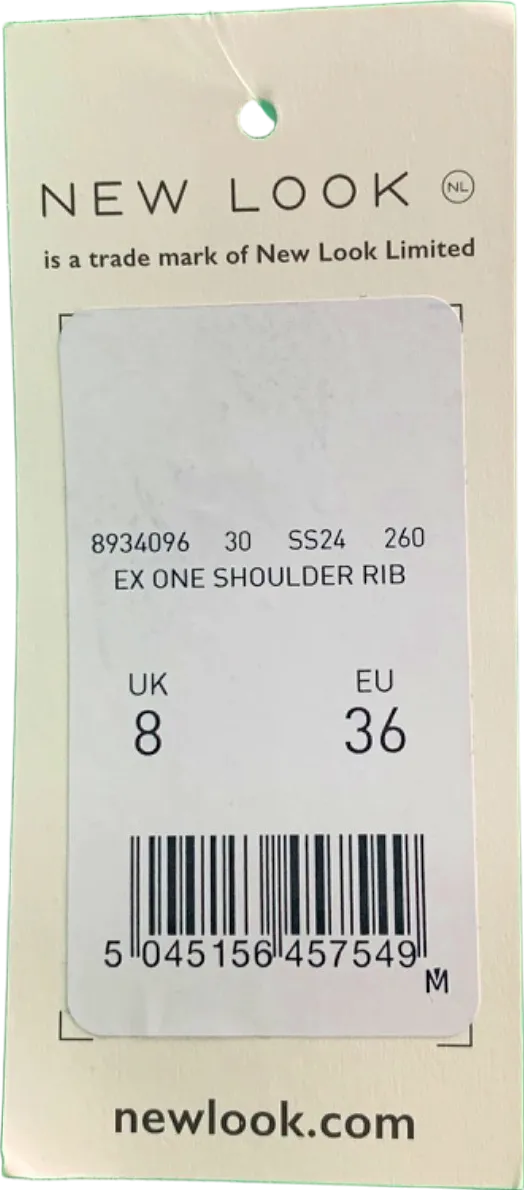 NEW LOOK NL
is a trade mark of New Look Limited
8934096 30 SS24 260
EX ONE SHOULDER RIB
UK EU
8 36
5 045156 457549
M
newlook.com